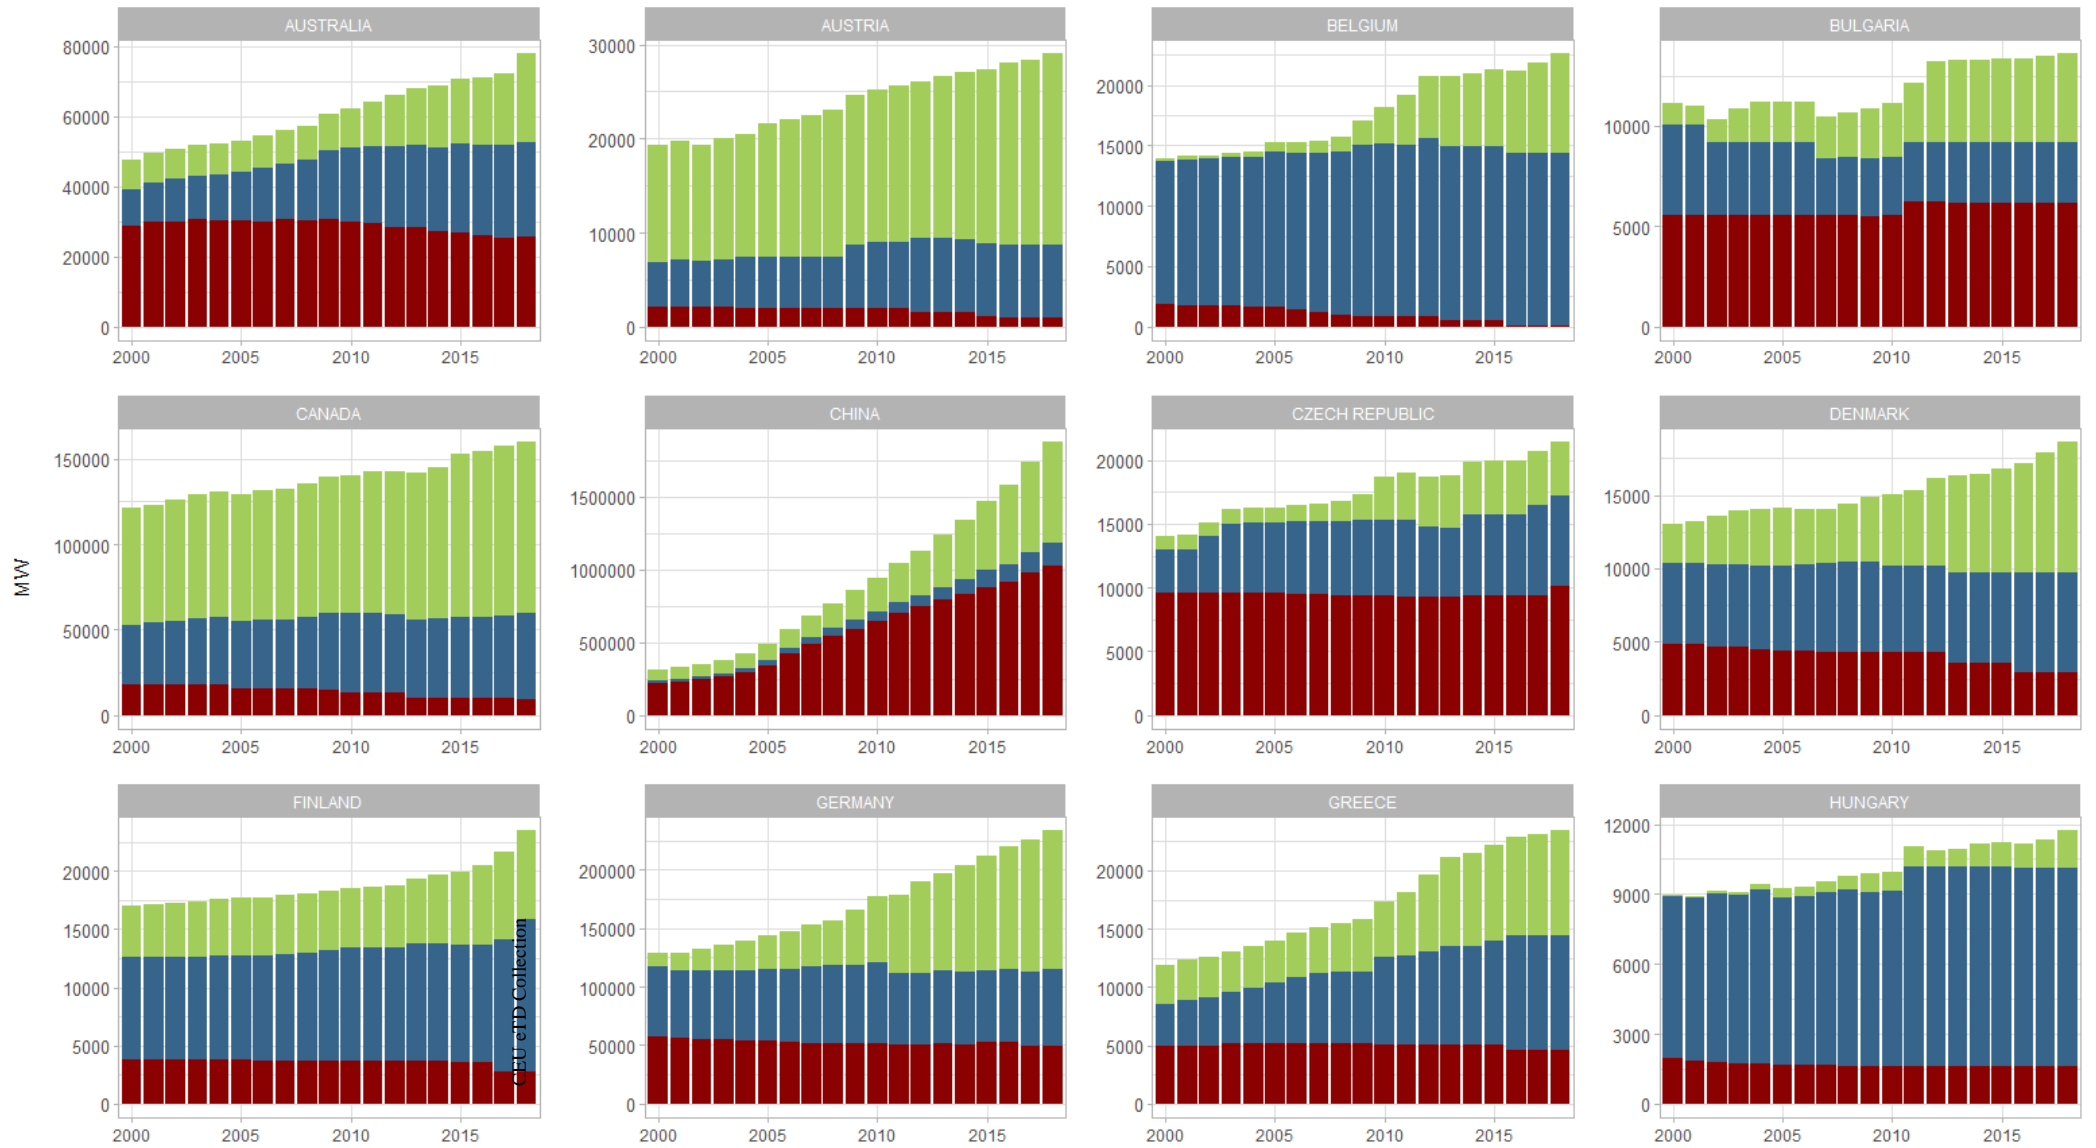 AUSTRALIA AUSTRIA BELGIUM BULGARIA
80000 60000 40000 20000 0
30000 20000 10000 0
20000 15000 10000 5000 0
10000 5000 0
2000 2005 2010 2015 2000 2005 2010 2015 2000 2005 2010 2015 2000 2005 2010 2015
MW
CANADA CHINA CZECH REPUBLIC DENMARK
150000 100000 50000 0
1500000 1000000 500000 0
20000 15000 10000 5000 0
15000 10000 5000 0
2000 2005 2010 2015 2000 2005 2010 2015 2000 2005 2010 2015 2000 2005 2010 2015
FINLAND GERMANY GREECE HUNGARY
20000 15000 10000 5000 0
200000 150000 100000 50000 0
20000 15000 10000 5000 0
12000 9000 6000 3000 0
2000 2005 2010 2015 2000 2005 2010 2015 2000 2005 2010 2015 2000 2005 2010 2015
CEU eTD Collection